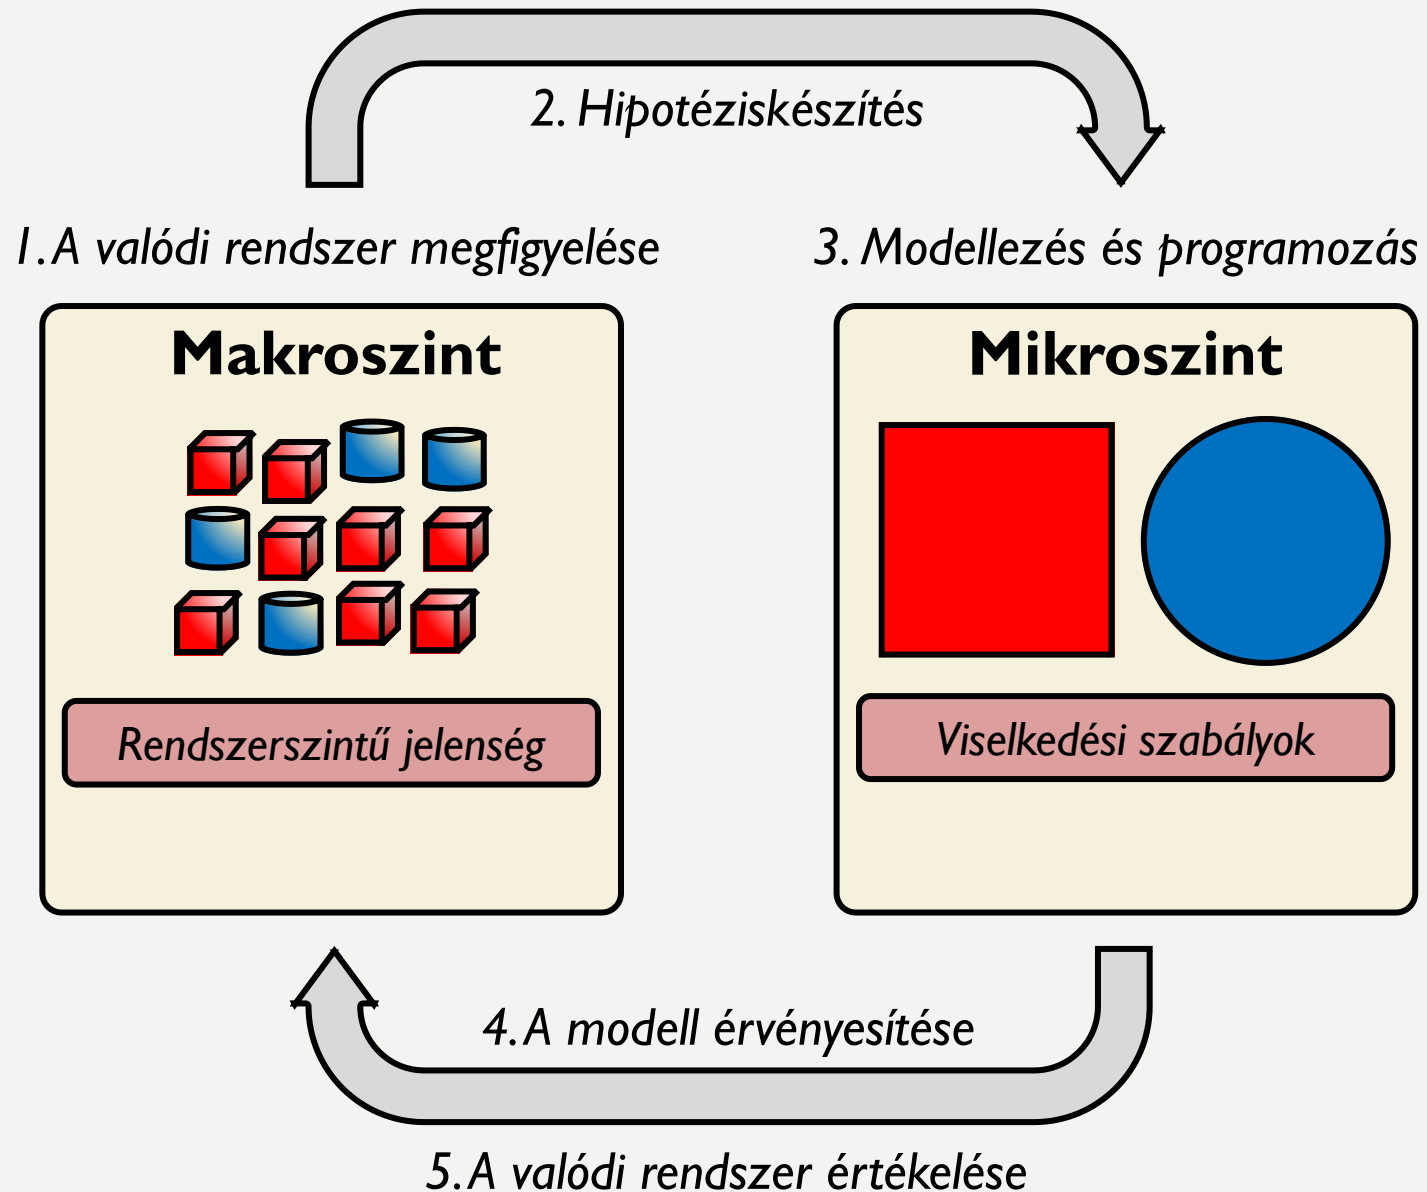 2. Hipotéziskészítés
1. A valódi rendszer megfigyelése
3. Modellezés és programozás
Makroszint
Mikroszint
Rendszerszintű jelenség
Viselkedési szabályok
4. A modell érvényesítése
5. A valódi rendszer értékelése